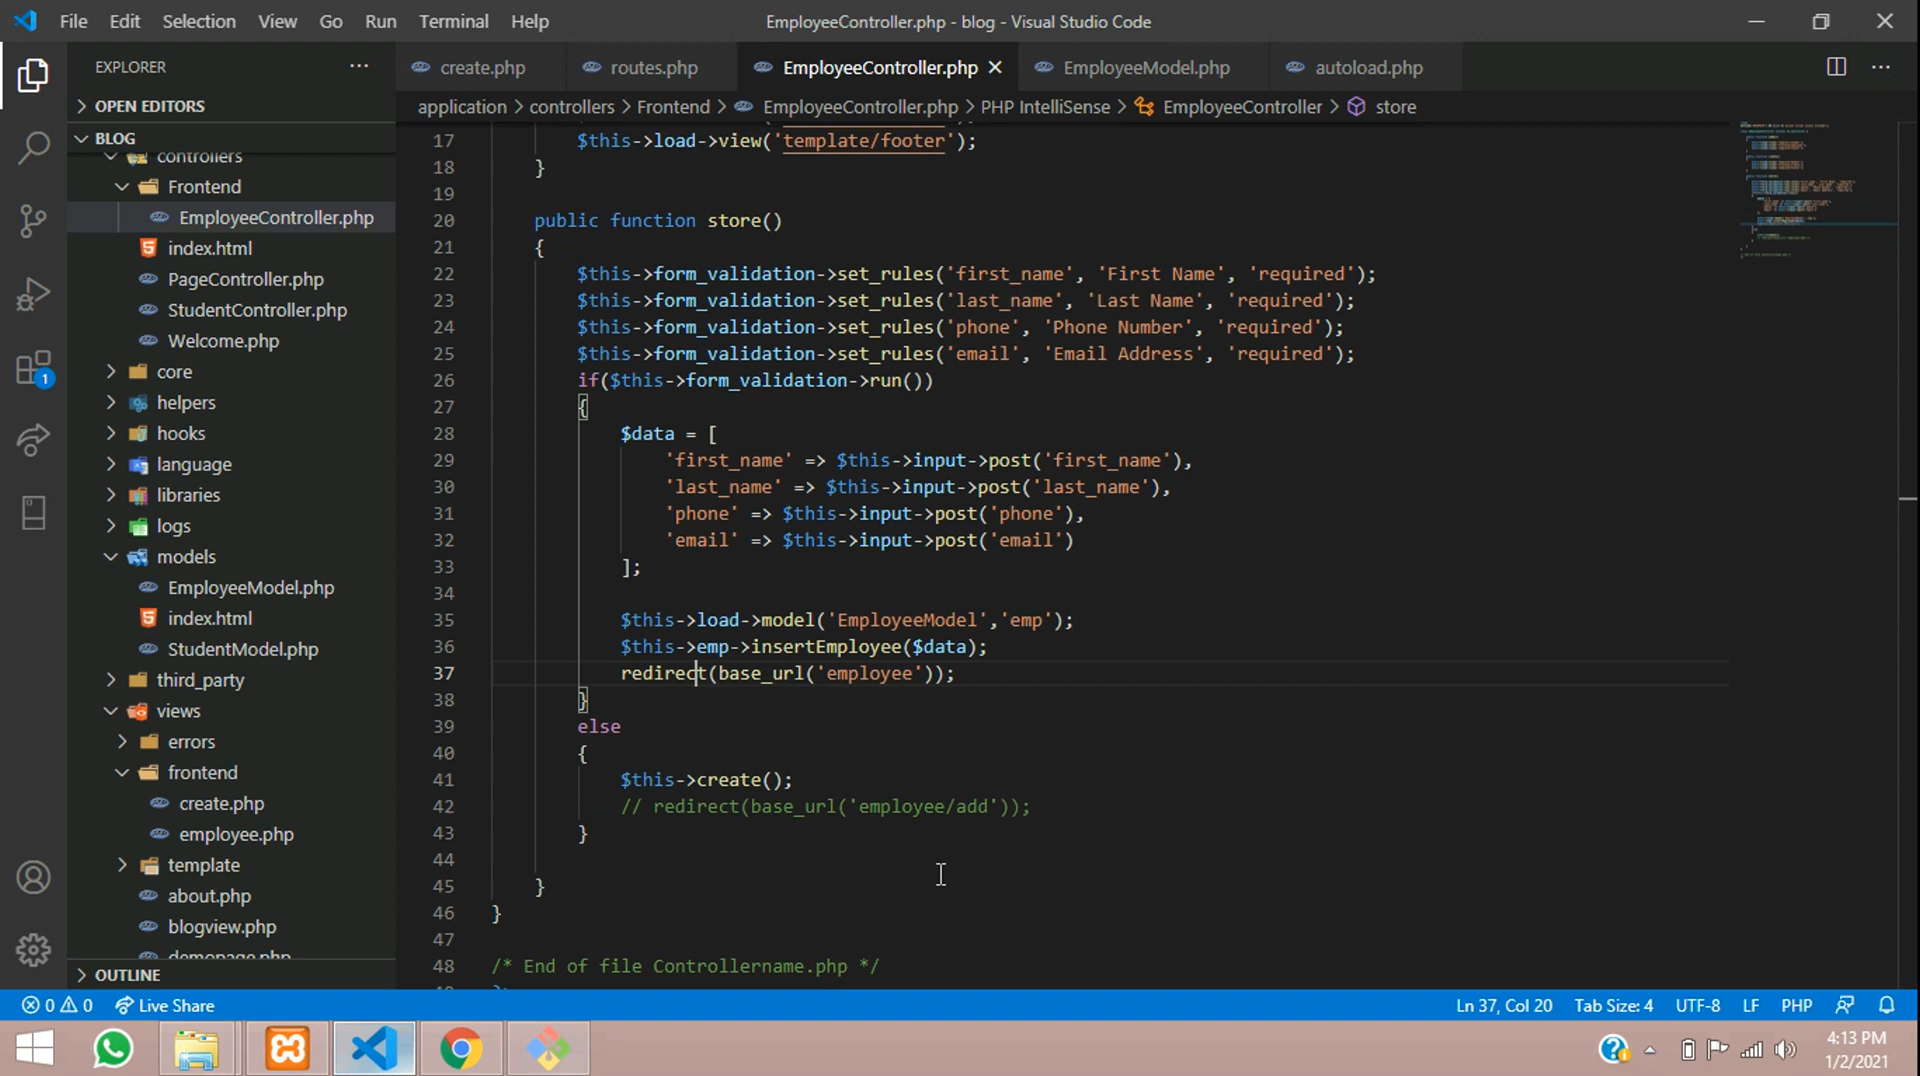 File Edit Selection View Go Run Terminal Help
EmployeeController.php - blog - Visual Studio Code
EXPLORER
OPEN EDITORS
BLOG
controllers
Frontend
EmployeeController.php
index.html
PageController.php
StudentController.php
Welcome.php
core
helpers
hooks
language
libraries
logs
models
EmployeeModel.php
index.html
StudentModel.php
third_party
views
errors
frontend
create.php
employee.php
template
about.php
blogview.php
demopage.php
OUTLINE
1
create.php routes.php EmployeeController.php EmployeeModel.php autoload.php
application > controllers > Frontend > EmployeeController.php > PHP IntelliSense > EmployeeController > store
17 $this->load->view('template/footer');
18 }
19
20 public function store()
21 {
22 $this->form_validation->set_rules('first_name', 'First Name', 'required');
23 $this->form_validation->set_rules('last_name', 'Last Name', 'required');
24 $this->form_validation->set_rules('phone', 'Phone Number', 'required');
25 $this->form_validation->set_rules('email', 'Email Address', 'required');
26 if($this->form_validation->run())
27 {
28 $data = [
29 'first_name' => $this->input->post('first_name'),
30 'last_name' => $this->input->post('last_name'),
31 'phone' => $this->input->post('phone'),
32 'email' => $this->input->post('email')
33 ];
34
35 $this->load->model('EmployeeModel','emp');
36 $this->emp->insertEmployee($data);
37 redirect(base_url('employee'));
38 }
39 else
40 {
41 $this->create();
42 // redirect(base_url('employee/add'));
43 }
44
45 }
46 }
47
48 /* End of file Controllername.php */
0 0 Live Share
Ln 37, Col 20 Tab Size: 4 UTF-8 LF PHP
4:13 PM
1/2/2021